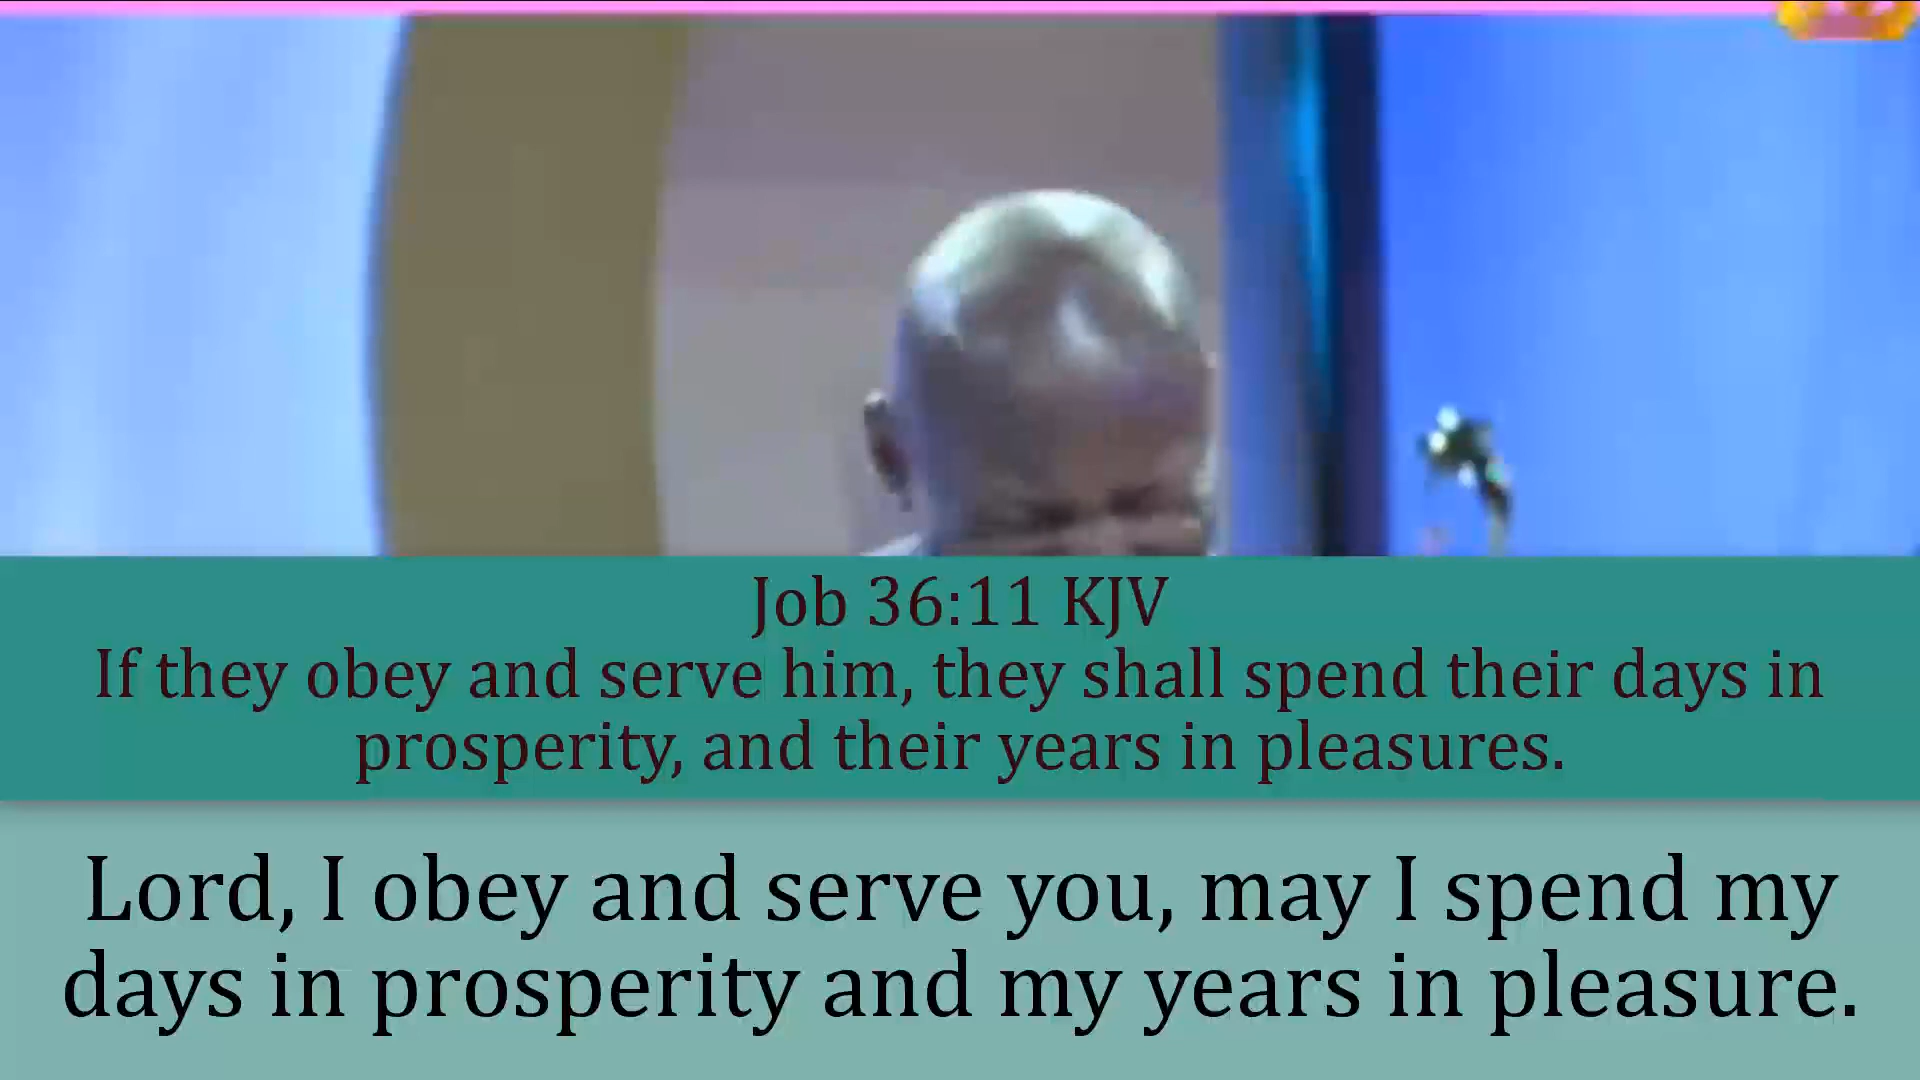 Job 36:11 KJV
If they obey and serve him, they shall spend their days in
prosperity, and their years in pleasures.
Lord, I obey and serve you, may I spend my
days in prosperity and my years in pleasure.